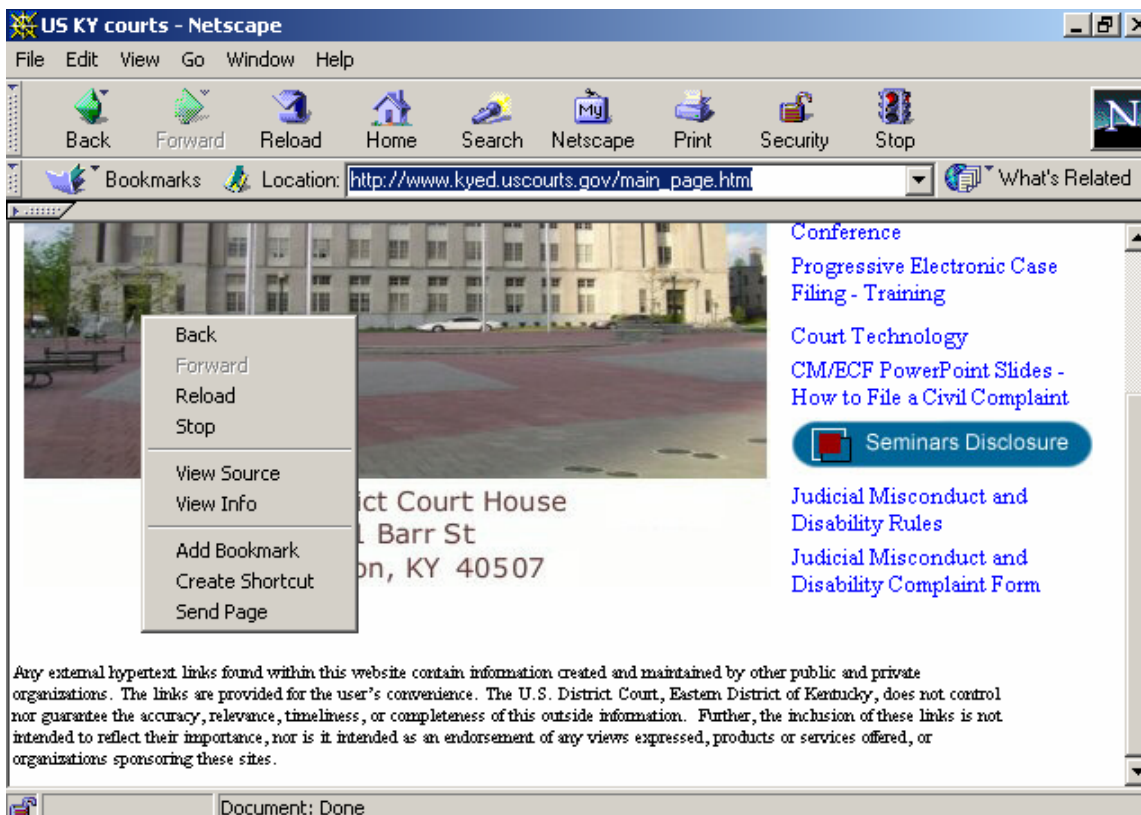 US KY courts - Netscape
File Edit View Go Window Help
Back Forward Reload Home Search Netscape Print Security Stop
My
N
Bookmarks Location: http://www.kyed.uscourts.gov/main_page.html What's Related
Conference
Progressive Electronic Case
Filing - Training
Court Technology
CM/ECF PowerPoint Slides -
How to File a Civil Complaint
Seminars Disclosure
Judicial Misconduct and
Disability Rules
Judicial Misconduct and
Disability Complaint Form
Back
Forward
Reload
Stop
View Source
View Info
Add Bookmark
Create Shortcut
Send Page
ict Court House
1 Barr St
on, KY 40507
Any external hypertext links found within this website contain information created and maintained by other public and private
organizations. The links are provided for the user's convenience. The U.S. District Court, Eastern District of Kentucky, does not control
nor guarantee the accuracy, relevance, timeliness, or completeness of this outside information. Further, the inclusion of these links is not
intended to reflect their importance, nor is it intended as an endorsement of any views expressed, products or services offered, or
organizations sponsoring these sites.
Document: Done